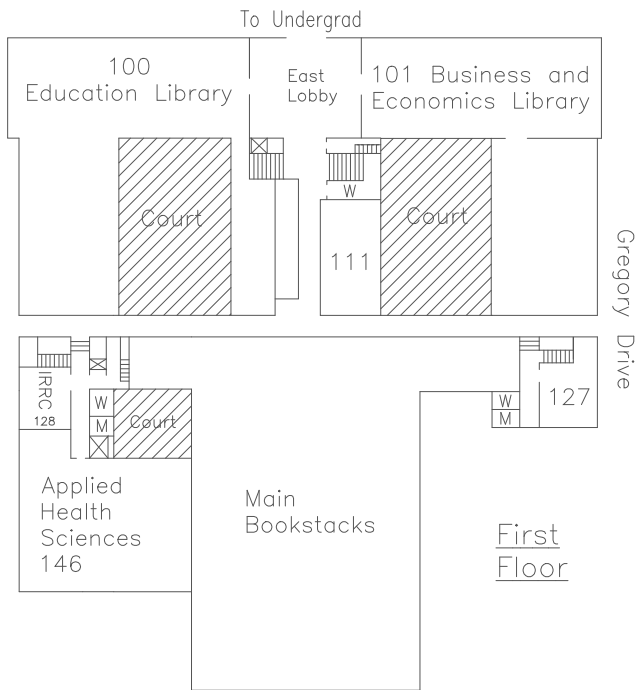 To Undergrad
100
Education Library
East
Lobby
101 Business and
Economics Library
Court
W
Court
111
Gregory Drive
IRRC
128
W
M
Court
W
M
127
Applied
Health
Sciences
146
Main
Bookstacks
First
Floor